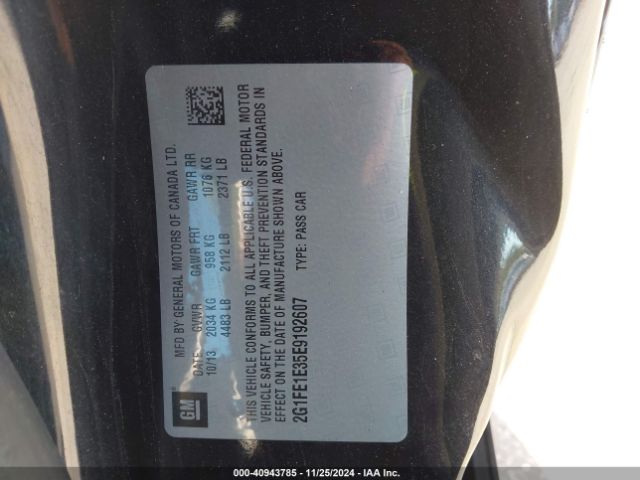 GM
MFD BY GENERAL MOTORS OF CANADA LTD.
DATE GVWR GAWR FRT GAWR RR
10/13 2034 KG 958 KG 1076 KG
4483 LB 2112 LB 2371 LB
THIS VEHICLE CONFORMS TO ALL APPLICABLE U.S. FEDERAL MOTOR
VEHICLE SAFETY, BUMPER, AND THEFT PREVENTION STANDARDS IN
EFFECT ON THE DATE OF MANUFACTURE SHOWN ABOVE.
2G1FE1E35E9192607 TYPE: PASS CAR
000-40943785 - 11/25/2024 - IAA Inc.